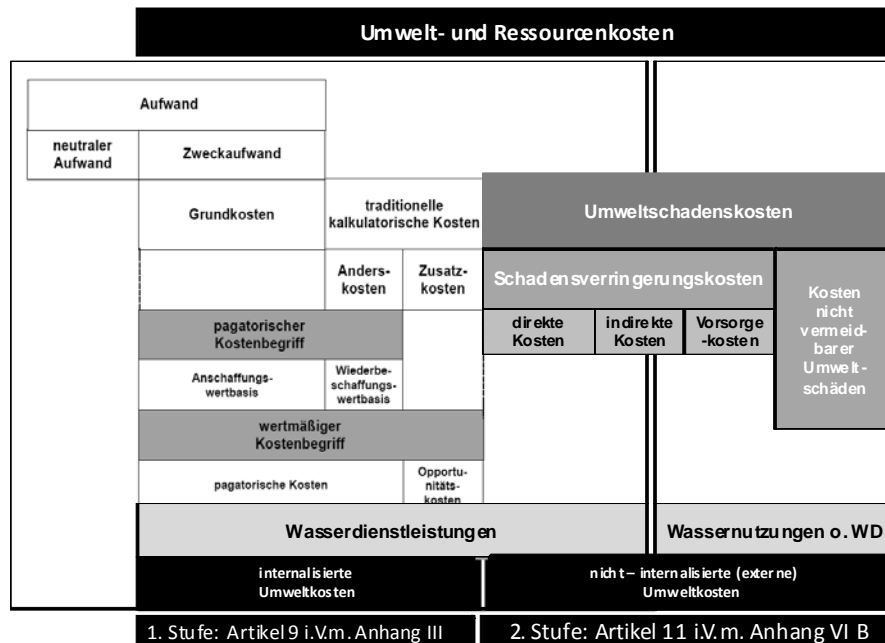 Umwelt- und Ressourcenkosten
Aufwand
neutraler
Aufwand
Zweckaufwand
Grundkosten
traditionelle
kalkulatorische Kosten
Umweltschadenskosten
Anders-
kosten
Zusatz-
kosten
Schadensverringerungskosten
Kosten
nicht
vermeid-
barer
Umwelt-
schäden
direkte
Kosten
indirekte
Kosten
Vorsorge
-kosten
pagatorischer
Kostenbegriff
Anschaffungs-
wertbasis
Wiederbe-
schaffungs-
wertbasis
wertmäßiger
Kostenbegriff
pagatorische Kosten
Opportu-
nitäts-
kosten
Wasserdienstleistungen
Wassernutzungen o. WD
internalisierte
Umweltkosten
nicht – internalisierte (externe)
Umweltkosten
1. Stufe: Artikel 9 i.V.m. Anhang III
2. Stufe: Artikel 11 i.V.m. Anhang VI B